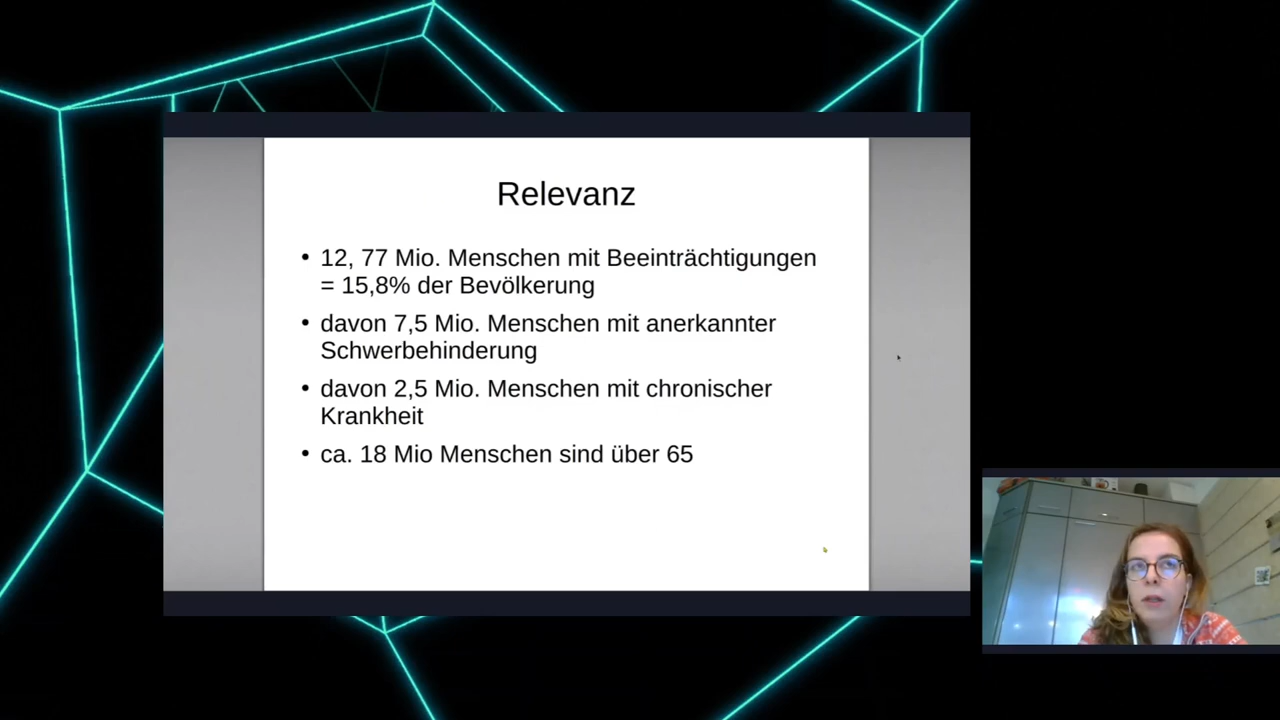 Relevanz
• 12, 77 Mio. Menschen mit Beeinträchtigungen
= 15,8% der Bevölkerung
• davon 7,5 Mio. Menschen mit anerkannter
Schwerbehinderung
• davon 2,5 Mio. Menschen mit chronischer
Krankheit
• ca. 18 Mio Menschen sind über 65